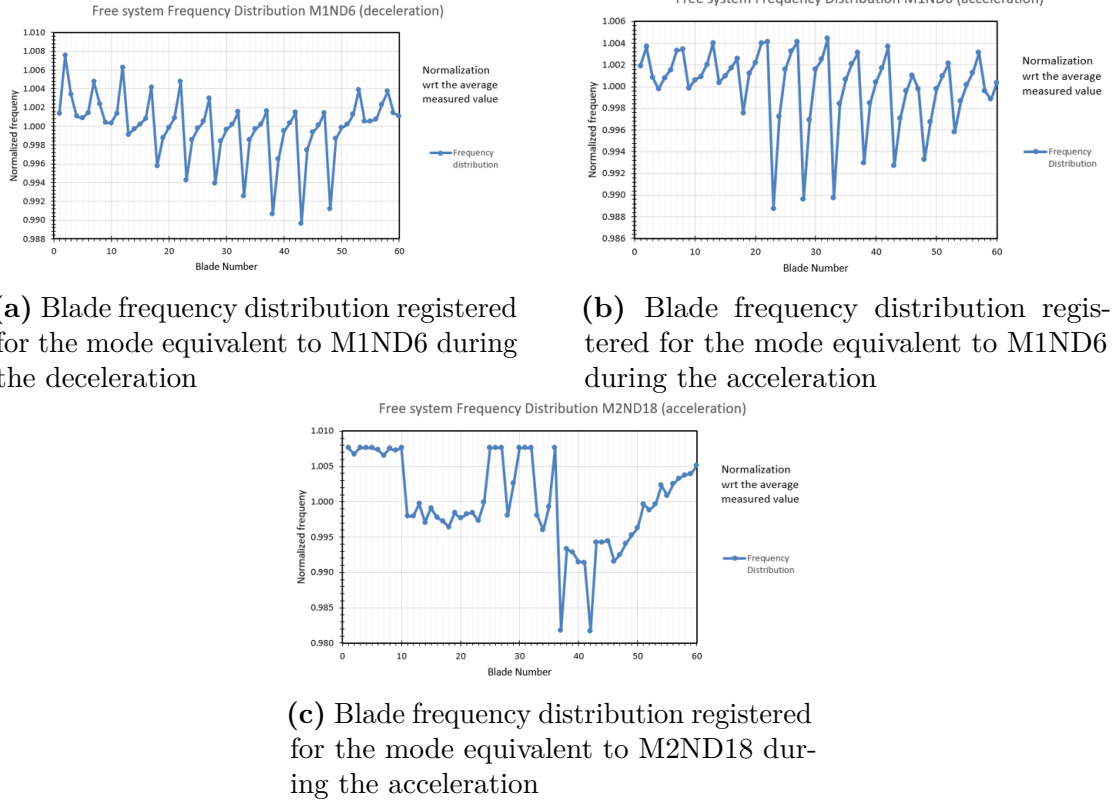 Free system Frequency Distribution M1ND6 (deceleration)
1.010
1.008
1.006
1.004
1.002
1.000
0.998
0.996
0.994
0.992
0.990
0.988
Normalized frequeny
0 10 20 30 40 50 60
Blade Number
Normalization
wrt the average
measured value
Frequency
distribution
(a) Blade frequency distribution registered
for the mode equivalent to M1ND6 during
the deceleration
Free system Frequency Distribution M1ND6 (acceleration)
1.006
1.004
1.002
1.000
0.998
0.996
0.994
0.992
0.990
0.988
0.986
Normalized frequeny
0 10 20 30 40 50 60
Blade Number
Normalization
wrt the average
measured value
Frequency
Distribution
(b) Blade frequency distribution regis-
tered for the mode equivalent to M1ND6
during the acceleration
Free system Frequency Distribution M2ND18 (acceleration)
1.010
1.005
1.000
0.995
0.990
0.985
0.980
Normalized frequeny
0 10 20 30 40 50 60
Blade Number
Normalization
wrt the average
measured value
Frequency
Distribution
(c) Blade frequency distribution registered
for the mode equivalent to M2ND18 dur-
ing the acceleration